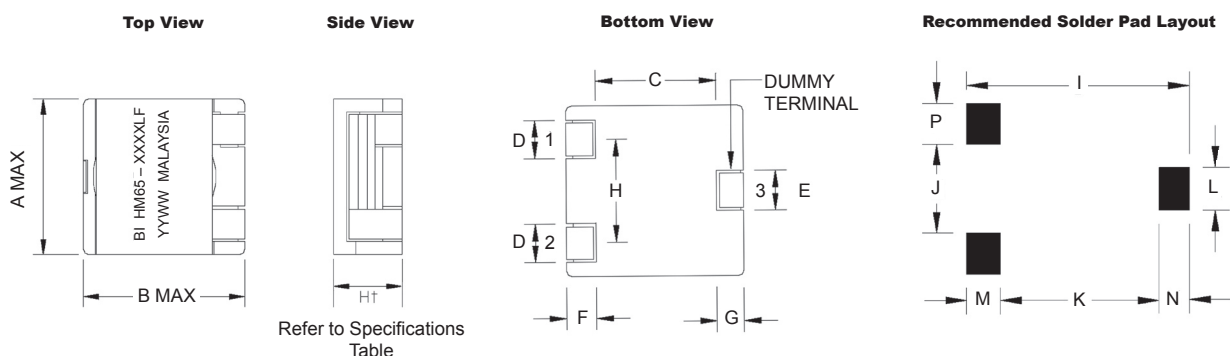 Top View
Side View
Bottom View
Recommended Solder Pad Layout
A MAX
BI HM65 – XXXXLF
YYWW MALAYSIA
B MAX
H†
Refer to Specifications
Table
C
DUMMY
TERMINAL
D 1
H
3 E
D 2
F
G
I
P
J
L
M
K
N